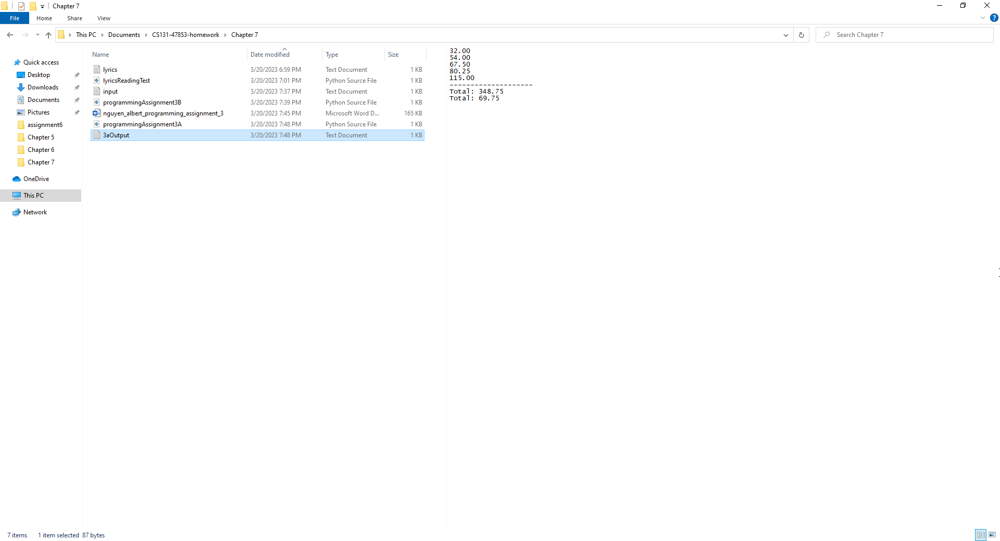 Chapter 7
File Home Share View
This PC > Documents > CS131-47853-homework > Chapter 7
Search Chapter 7
Quick access
Desktop
Downloads
Documents
Pictures
assignment6
Chapter 5
Chapter 6
Chapter 7
OneDrive
This PC
Network
Name Date modified Type Size
lyrics 3/20/2023 6:59 PM Text Document 1 KB
lyricsReadingTest 3/20/2023 7:01 PM Python Source File 1 KB
input 3/20/2023 7:37 PM Text Document 1 KB
programmingAssignment3B 3/20/2023 7:39 PM Python Source File 1 KB
nguyen_albert_programming_assignment_3 3/20/2023 7:45 PM Microsoft Word D... 165 KB
programmingAssignment3A 3/20/2023 7:48 PM Python Source File 1 KB
3aOutput 3/20/2023 7:48 PM Text Document 1 KB
32.00
54.00
67.50
80.25
115.00
--------------------
Total: 348.75
Total: 69.75
7 items 1 item selected 87 bytes